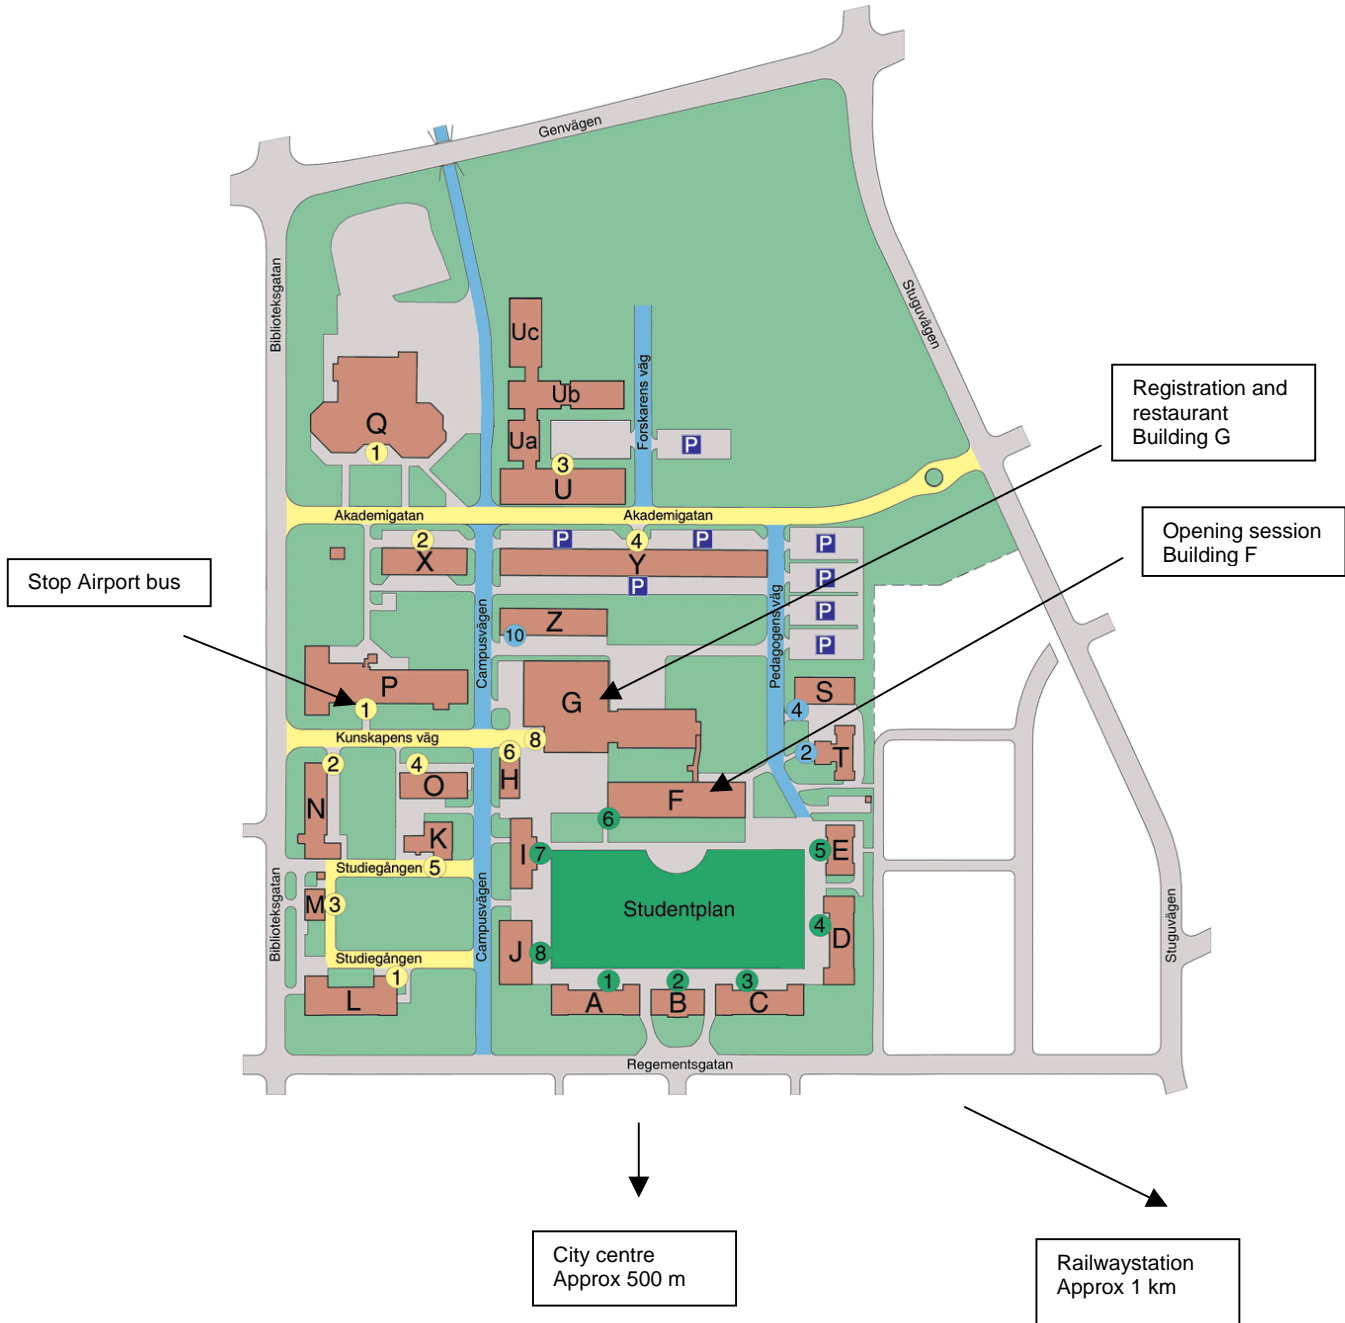 Genvägen
Biblioteksgatan
Stuguvägen
Uc
Forskarens väg
Ub
Registration and
restaurant
Building G
Q
Ua
P
1
3
U
Akademigatan
Akademigatan
Opening session
Building F
2
P
4
P
P
X
Y
Stop Airport bus
P
P
Campusvägen
Z
P
10
Pedagogens väg
P
P
G
S
1
4
Kunskapens väg
8
6
2
T
2
4
O
H
N
F
6
K
I
7
5
E
Studiegången
5
Biblioteksgatan
M
3
Campusvägen
Studentplan
Stuguvägen
4
D
J
8
Studiegången
1
1
2
3
L
A
B
C
Regementsgatan
City centre
Approx 500 m
Railwaystation
Approx 1 km